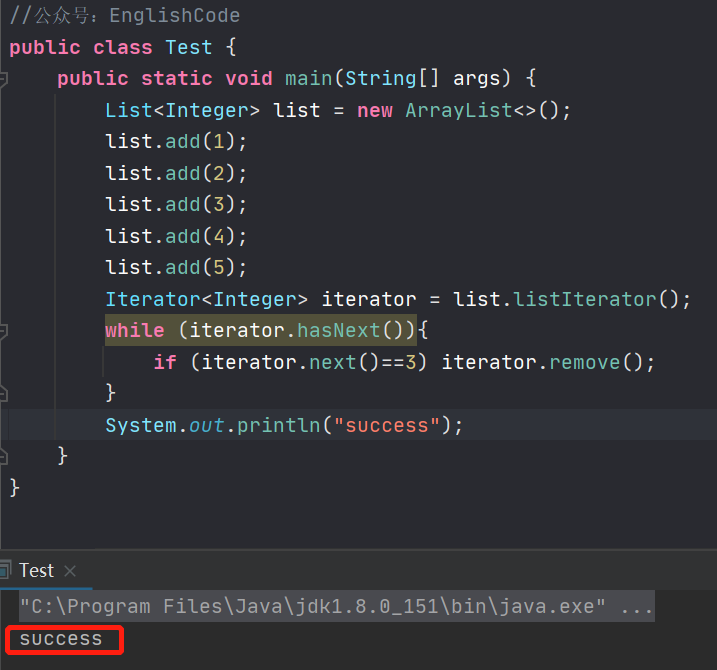 //公众号：EnglishCode
public class Test {
    public static void main(String[] args) {
        List<Integer> list = new ArrayList<>();
        list.add(1);
        list.add(2);
        list.add(3);
        list.add(4);
        list.add(5);
        Iterator<Integer> iterator = list.listIterator();
        while (iterator.hasNext()){
            if (iterator.next()==3) iterator.remove();
        }
        System.out.println("success");
    }
}
Test ×
"C:\Program Files\Java\jdk1.8.0_151\bin\java.exe" ...
success